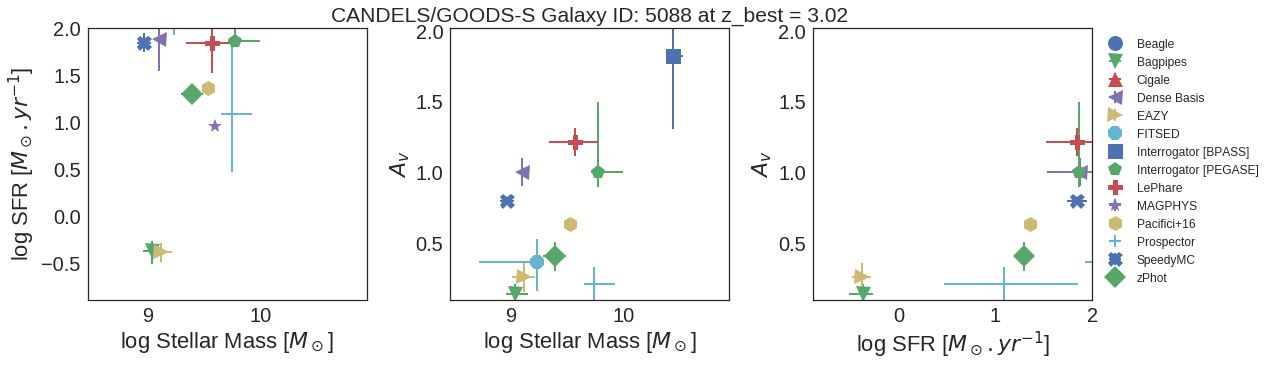 CANDELS/GOODS-S Galaxy ID: 5088 at z_best = 3.02
log SFR [M⊙.yr⁻¹]
2.0
1.5
1.0
0.5
0.0
−0.5
9
10
log Stellar Mass [M⊙]
A_v
2.0
1.5
1.0
0.5
9
10
log Stellar Mass [M⊙]
A_v
2.0
1.5
1.0
0.5
0
1
2
log SFR [M⊙.yr⁻¹]
Beagle
Bagpipes
Cigale
Dense Basis
EAZY
FITSED
Interrogator [BPASS]
Interrogator [PEGASE]
LePhare
MAGPHYS
Pacifici+16
Prospector
SpeedyMC
zPhot